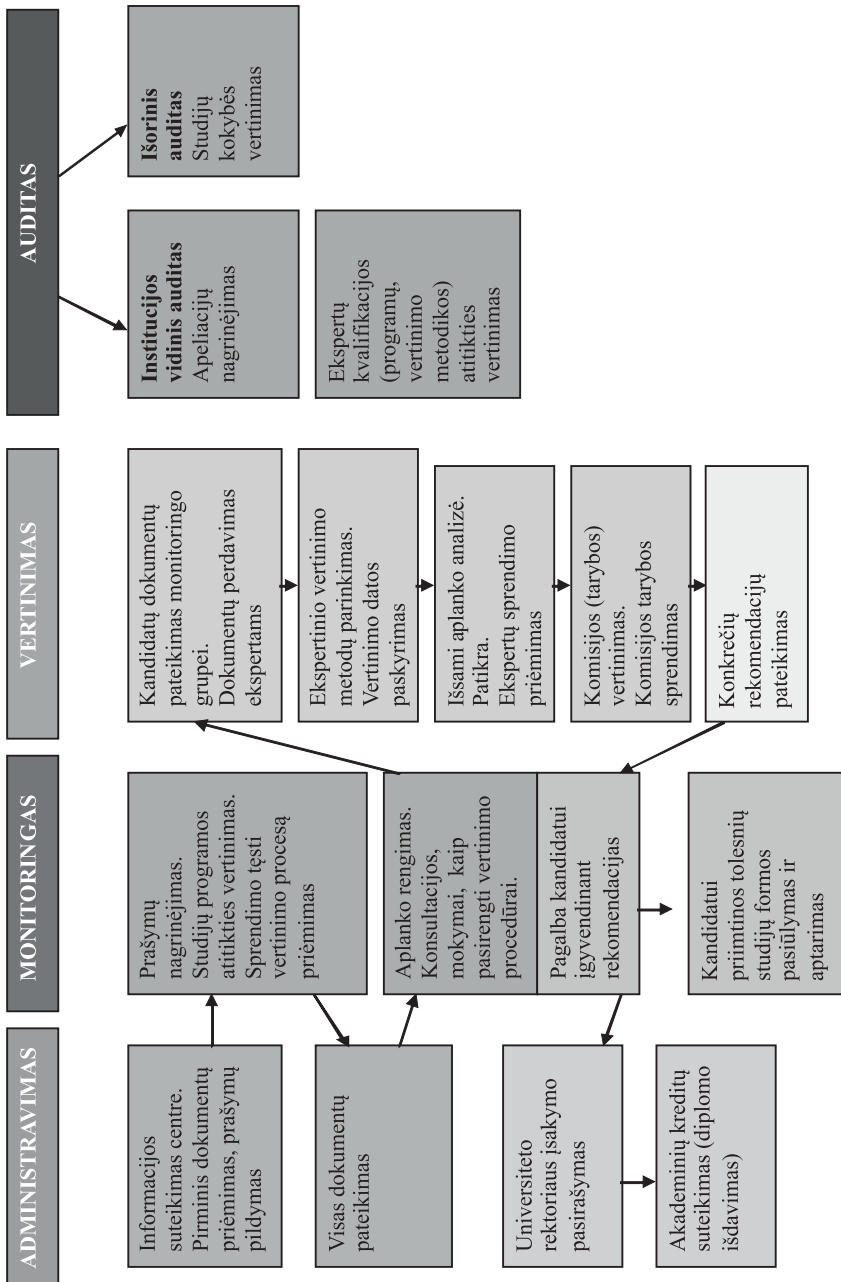 ADMINISTRAVIMAS
Informacijos
suteikimas centre.
Pirminis dokumentų
priėmimas, prašymų
pildymas
Visas dokumentų
pateikimas
Universiteto
rektoriaus įsakymo
pasirašymas
Akademinių kreditų
suteikimas (diplomo
išdavimas)
MONITORINGAS
Prašymų
nagrinėjimas.
Studijų programos
atitikties vertinimas.
Sprendimo tęsti
vertinimo procesą
priėmimas
Aplanko rengimas.
Konsultacijos,
mokymai, kaip
pasirengti vertinimo
procedūrai.
Pagalba kandidatui
įgyvendinant
rekomendacijas
Kandidatui
priimtinos tolesnių
studijų formos
pasiūlymas ir
aptarimas
VERTINIMAS
Kandidatų dokumentų
pateikimas monitoringo
grupei.
Dokumentų perdavimas
ekspertams
Ekspertinio vertinimo
metodų parinkimas.
Vertinimo datos
paskyrimas
Išsami aplanko analizė.
Patikra.
Ekspertų sprendimo
priėmimas
Komisijos (tarybos)
vertinimas.
Komisijos tarybos
sprendimas
Konkrečių
rekomendacijų
pateikimas
AUDITAS
Institucijos
vidinis auditas
Apeliacijų
nagrinėjimas
Ekspertų
kvalifikacijos
(programų,
vertinimo
metodikos)
atitikties
vertinimas
Išorinis
auditas
Studijų
kokybės
vertinimas